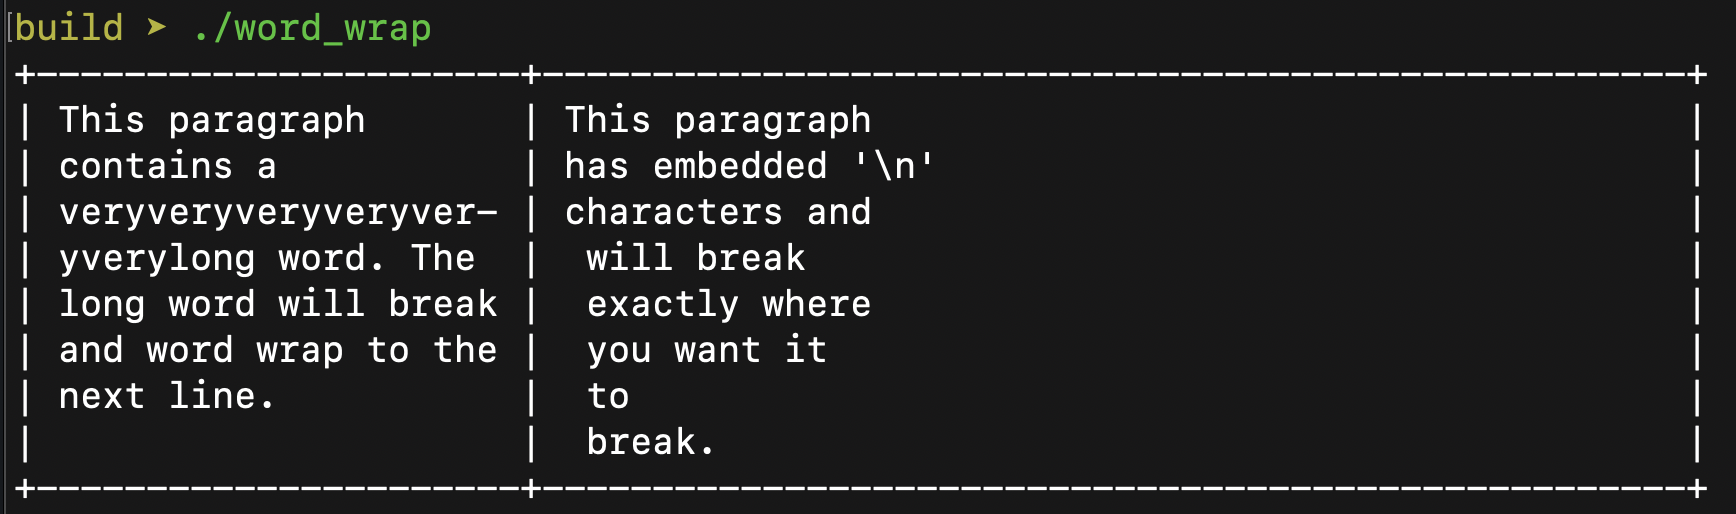 build ➤ ./word_wrap
+----------------------+----------------------------------------------------+
| This paragraph       | This paragraph                                     |
| contains a           | has embedded '\n'                                  |
| veryveryveryveryver- | characters and                                     |
| yverylong word. The  |  will break                                        |
| long word will break |  exactly where                                     |
| and word wrap to the |  you want it                                       |
| next line.           |  to                                                |
|                      |  break.                                            |
+----------------------+----------------------------------------------------+